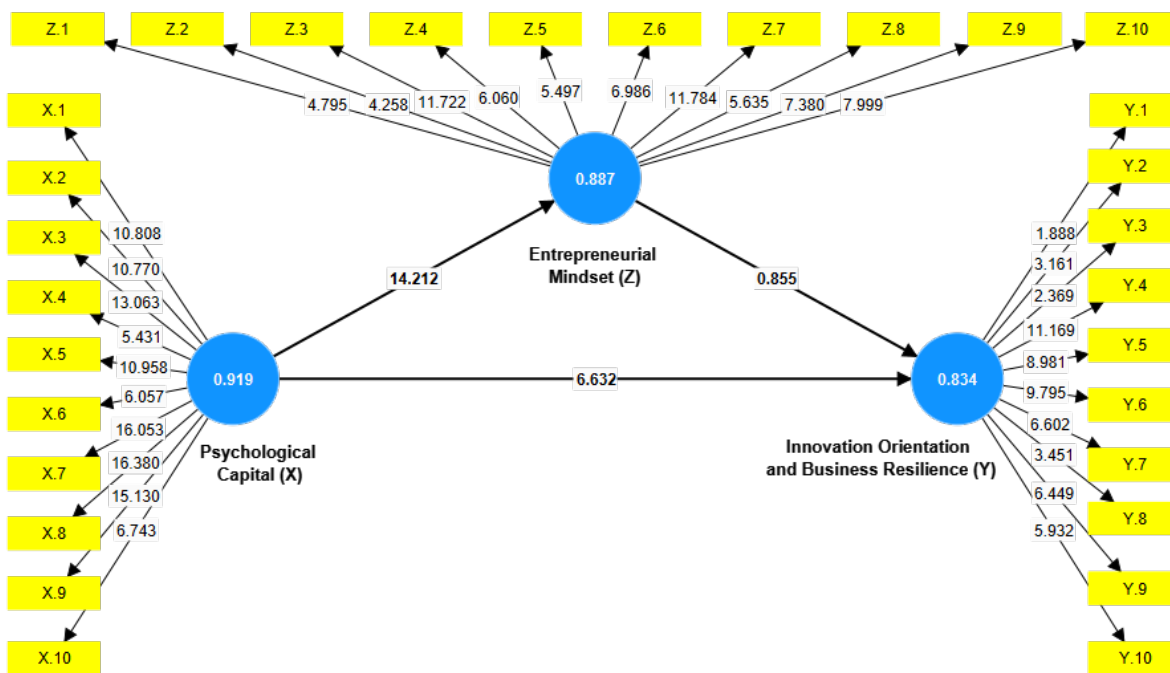 Z.1
Z.2
Z.3
Z.4
Z.5
Z.6
Z.7
Z.8
Z.9
Z.10
4.795
4.258
11.722
6.060
5.497
6.986
11.784
5.635
7.380
7.999
0.887
Entrepreneurial
Mindset (Z)
X.1
X.2
X.3
X.4
X.5
X.6
X.7
X.8
X.9
X.10
10.808
10.770
13.063
5.431
10.958
6.057
16.053
16.380
15.130
6.743
0.919
Psychological
Capital (X)
14.212
0.855
6.632
0.834
Innovation Orientation
and Business Resilience (Y)
1.888
3.161
2.369
11.169
8.981
9.795
6.602
3.451
6.449
5.932
Y.1
Y.2
Y.3
Y.4
Y.5
Y.6
Y.7
Y.8
Y.9
Y.10